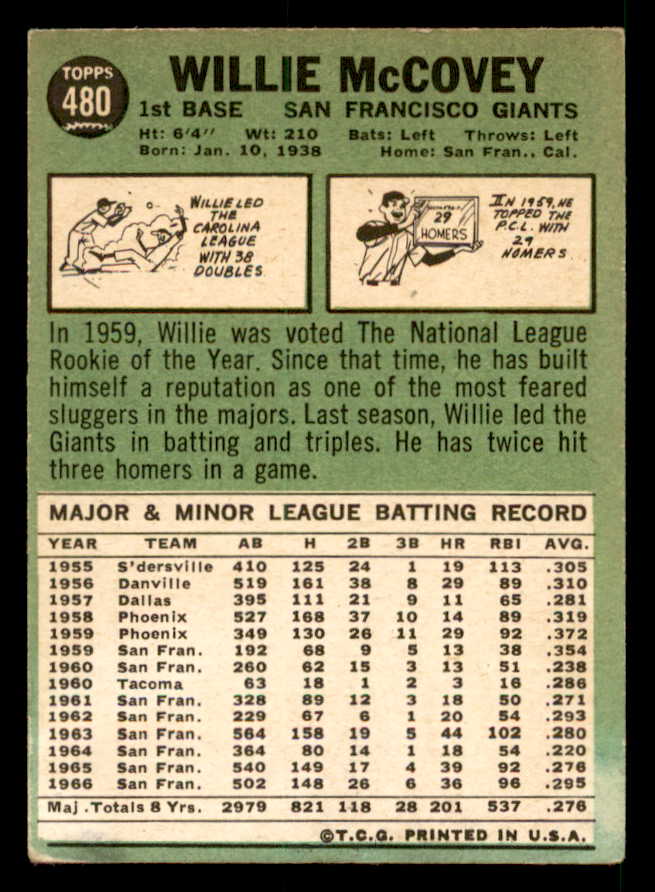 TOPPS
480
WILLIE McCOVEY
1st BASE SAN FRANCISCO GIANTS
Ht: 6'4" Wt: 210 Bats: Left Throws: Left
Born: Jan. 10, 1938 Home: San Fran., Cal.
WILLIE LED
THE
CAROLINA
LEAGUE
WITH 38
DOUBLES.
29
HOMERS
IN 1959, HE
TOPPED THE
P.C.L. WITH
29
HOMERS.
In 1959, Willie was voted The National League
Rookie of the Year. Since that time, he has built
himself a reputation as one of the most feared
sluggers in the majors. Last season, Willie led the
Giants in batting and triples. He has twice hit
three homers in a game.
MAJOR & MINOR LEAGUE BATTING RECORD
YEAR TEAM AB H 2B 3B HR RBI AVG.
1955 S'dersville 410 125 24 1 19 113 .305
1956 Danville 519 161 38 8 29 89 .310
1957 Dallas 395 111 21 9 11 65 .281
1958 Phoenix 527 168 37 10 14 89 .319
1959 Phoenix 349 130 26 11 29 92 .372
1959 San Fran. 192 68 9 5 13 38 .354
1960 San Fran. 260 62 15 3 13 51 .238
1960 Tacoma 63 18 1 2 3 16 .286
1961 San Fran. 328 89 12 3 18 50 .271
1962 San Fran. 229 67 6 1 20 54 .293
1963 San Fran. 564 158 19 5 44 102 .280
1964 San Fran. 364 80 14 1 18 54 .220
1965 San Fran. 540 149 17 4 39 92 .276
1966 San Fran. 502 148 26 6 36 96 .295
Maj. Totals 8 Yrs. 2979 821 118 28 201 537 .276
©T.C.G. PRINTED IN U.S.A.